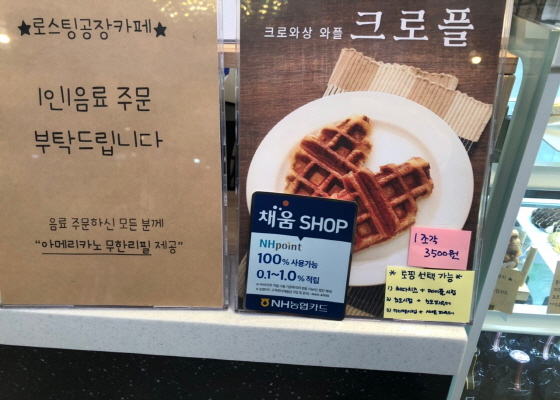 ★로스팅공장카페★
1인1음료 주문
부탁드립니다
음료 주문하신 모든 분께
"아메리카노 무한리필 제공"
크로와상 와플 크로플
채움 SHOP
NHpoint
100% 사용가능
0.1~1.0% 적립
NH농협카드
1조각
3500원
※ 토핑 선택 가능 ※
1)
2)
3)